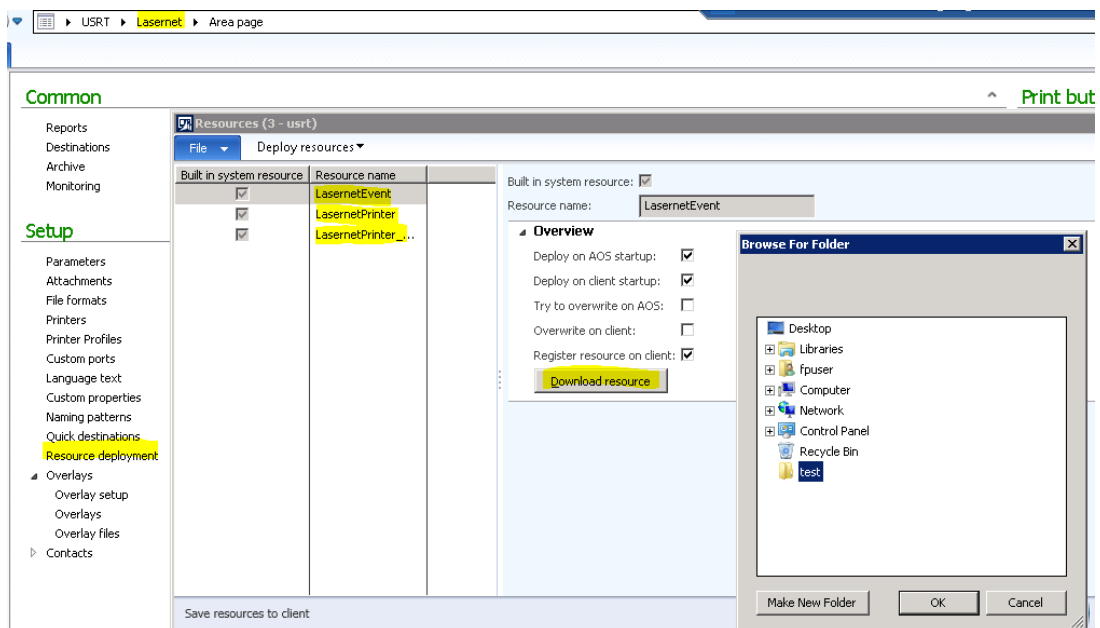 USRT Lasernet Area page
Common
Print but
Reports
Destinations
Archive
Monitoring
Setup
Parameters
Attachments
File formats
Printers
Printer Profiles
Custom ports
Language text
Custom properties
Naming patterns
Quick destinations
Resource deployment
Overlays
Overlay setup
Overlays
Overlay files
Contacts
Resources (3 - usrt)
File Deploy resources
Built in system resource Resource name
LasernetEvent
LasernetPrinter
LasernetPrinter_...
Built in system resource:
Resource name: LasernetEvent
Overview
Deploy on AOS startup:
Deploy on client startup:
Try to overwrite on AOS:
Overwrite on client:
Register resource on client:
Download resource
Save resources to client
Browse For Folder
Desktop
Libraries
fpuser
Computer
Network
Control Panel
Recycle Bin
test
Make New Folder OK Cancel